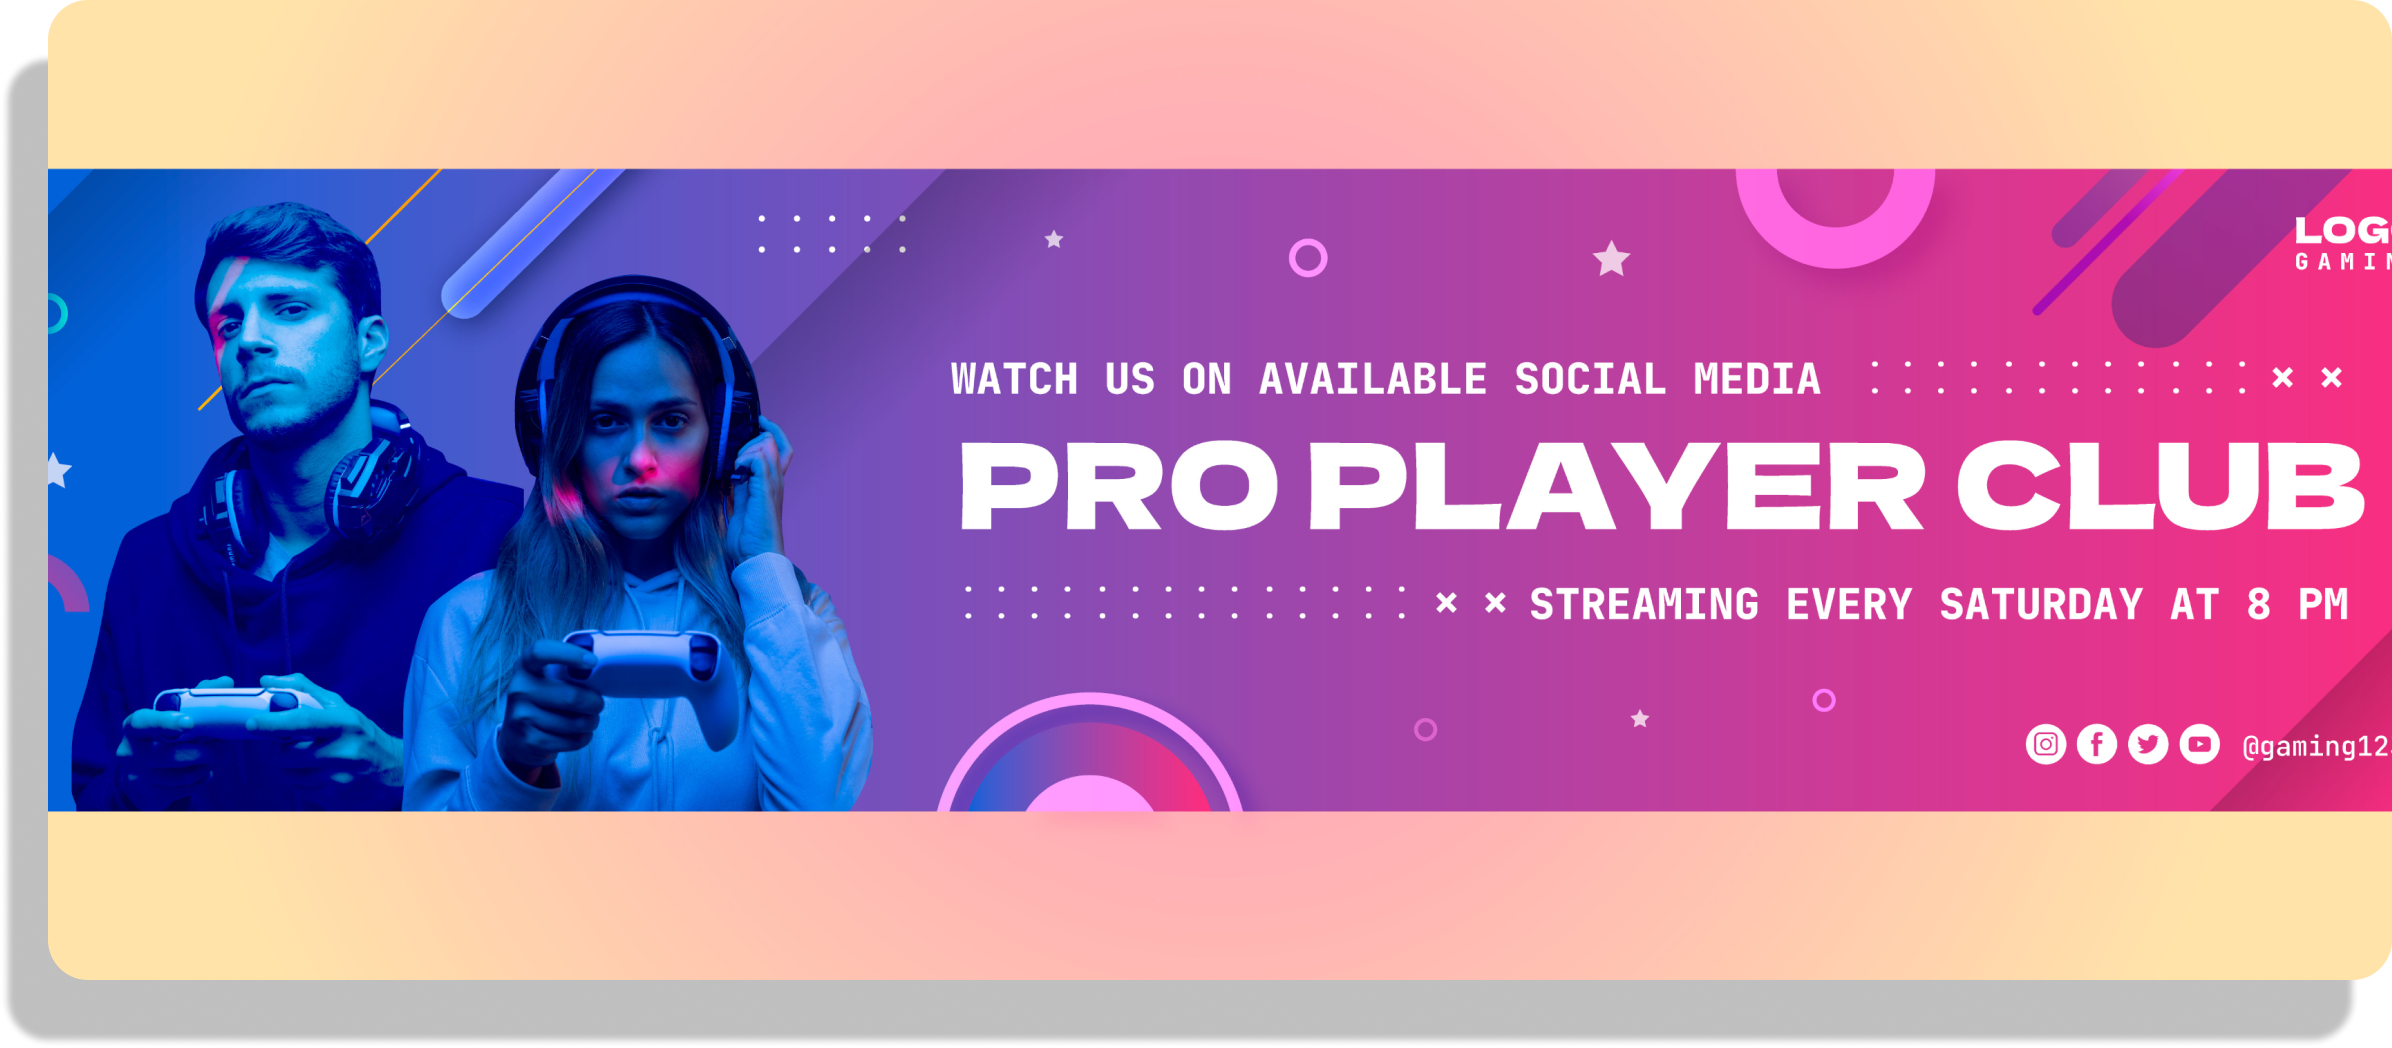 WATCH US ON AVAILABLE SOCIAL MEDIA
PRO PLAYER CLUB
STREAMING EVERY SATURDAY AT 8 PM